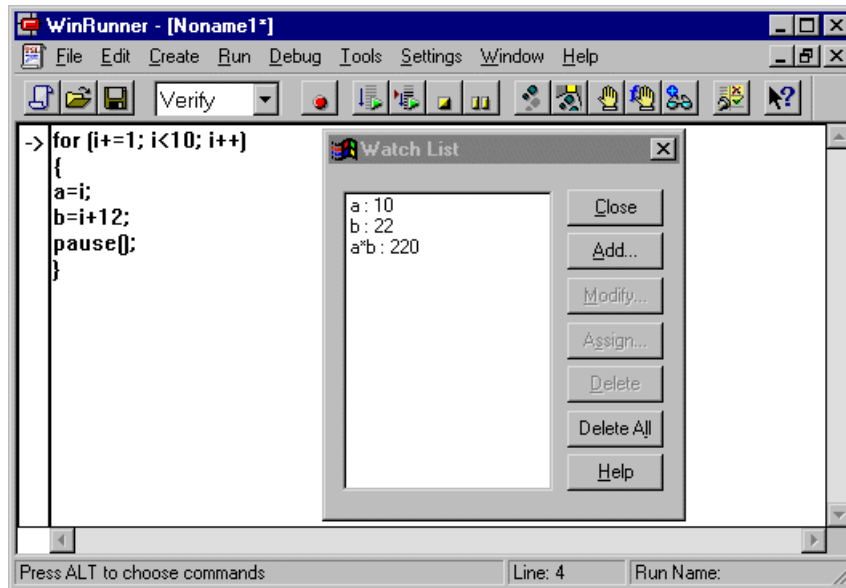 WinRunner - [Noname1*]
File Edit Create Run Debug Tools Settings Window Help
Verify
-> for (i+=1; i<10; i++)
{
a=i;
b=i+12;
pause();
}
Watch List
a : 10
b : 22
a*b : 220
Close
Add...
Modify...
Assign...
Delete
Delete All
Help
Press ALT to choose commands
Line: 4
Run Name: